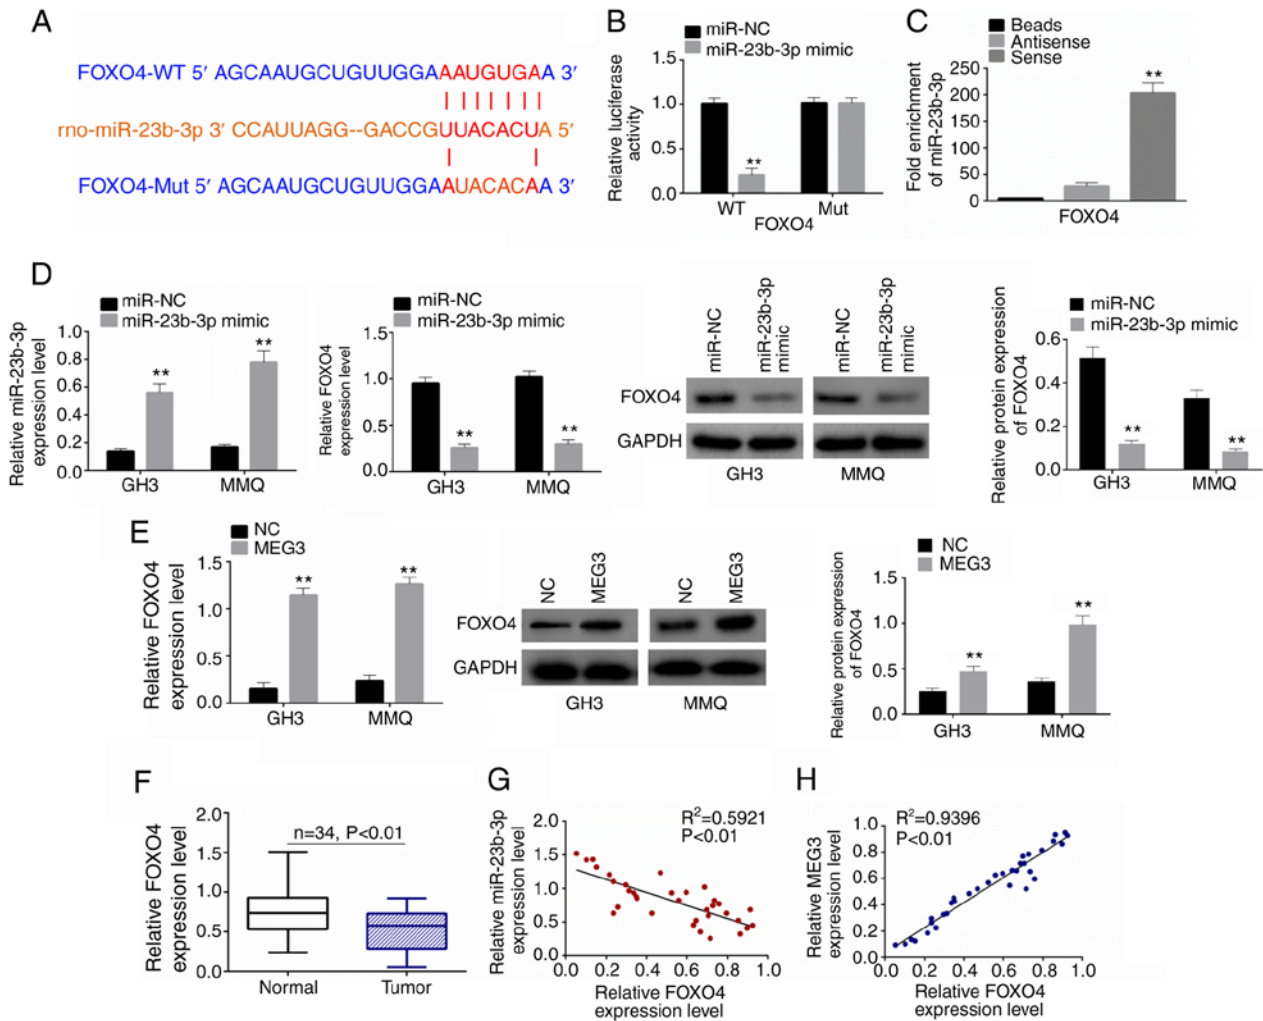 A
FOXO4-WT 5′ AGCAAUGCUGUUGGAAAUGUGAA 3′
rno-miR-23b-3p 3′ CCAUUAGG--GACCGUUACACUA 5′
FOXO4-Mut 5′ AGCAAUGCUGUUGGAAUACACAA 3′
B
miR-NC
miR-23b-3p mimic
Relative luciferase
activity
1.5
1.0
0.5
0.0
**
WT
Mut
FOXO4
C
Beads
Antisense
Sense
Fold enrichment
of miR-23b-3p
250
200
150
100
50
0
**
FOXO4
D
miR-NC
miR-23b-3p mimic
Relative miR-23b-3p
expression level
1.0
0.8
0.6
0.4
0.2
0.0
**
**
GH3
MMQ
miR-NC
miR-23b-3p mimic
Relative FOXO4
expression level
1.5
1.0
0.5
0.0
**
**
GH3
MMQ
miR-NC
miR-23b-3p
mimic
miR-NC
miR-23b-3p
mimic
FOXO4
GAPDH
GH3
MMQ
miR-NC
miR-23b-3p mimic
Relative protein expression
of FOXO4
0.6
0.4
0.2
0.0
**
**
GH3
MMQ
E
NC
MEG3
Relative FOXO4
expression level
1.5
1.0
0.5
0.0
**
**
GH3
MMQ
NC
MEG3
NC
MEG3
FOXO4
GAPDH
GH3
MMQ
NC
MEG3
Relative protein expression
of FOXO4
1.5
1.0
0.5
0.0
**
**
GH3
MMQ
F
Relative FOXO4
expression level
2.0
1.5
1.0
0.5
0.0
n=34, P<0.01
Normal
Tumor
G
Relative miR-23b-3p
expression level
2.0
1.5
1.0
0.5
0.0
R²=0.5921
P<0.01
0.0 0.2 0.4 0.6 0.8 1.0
Relative FOXO4
expression level
H
Relative MEG3
expression level
1.0
0.8
0.6
0.4
0.2
0.0
R²=0.9396
P<0.01
0.0 0.2 0.4 0.6 0.8 1.0
Relative FOXO4
expression level